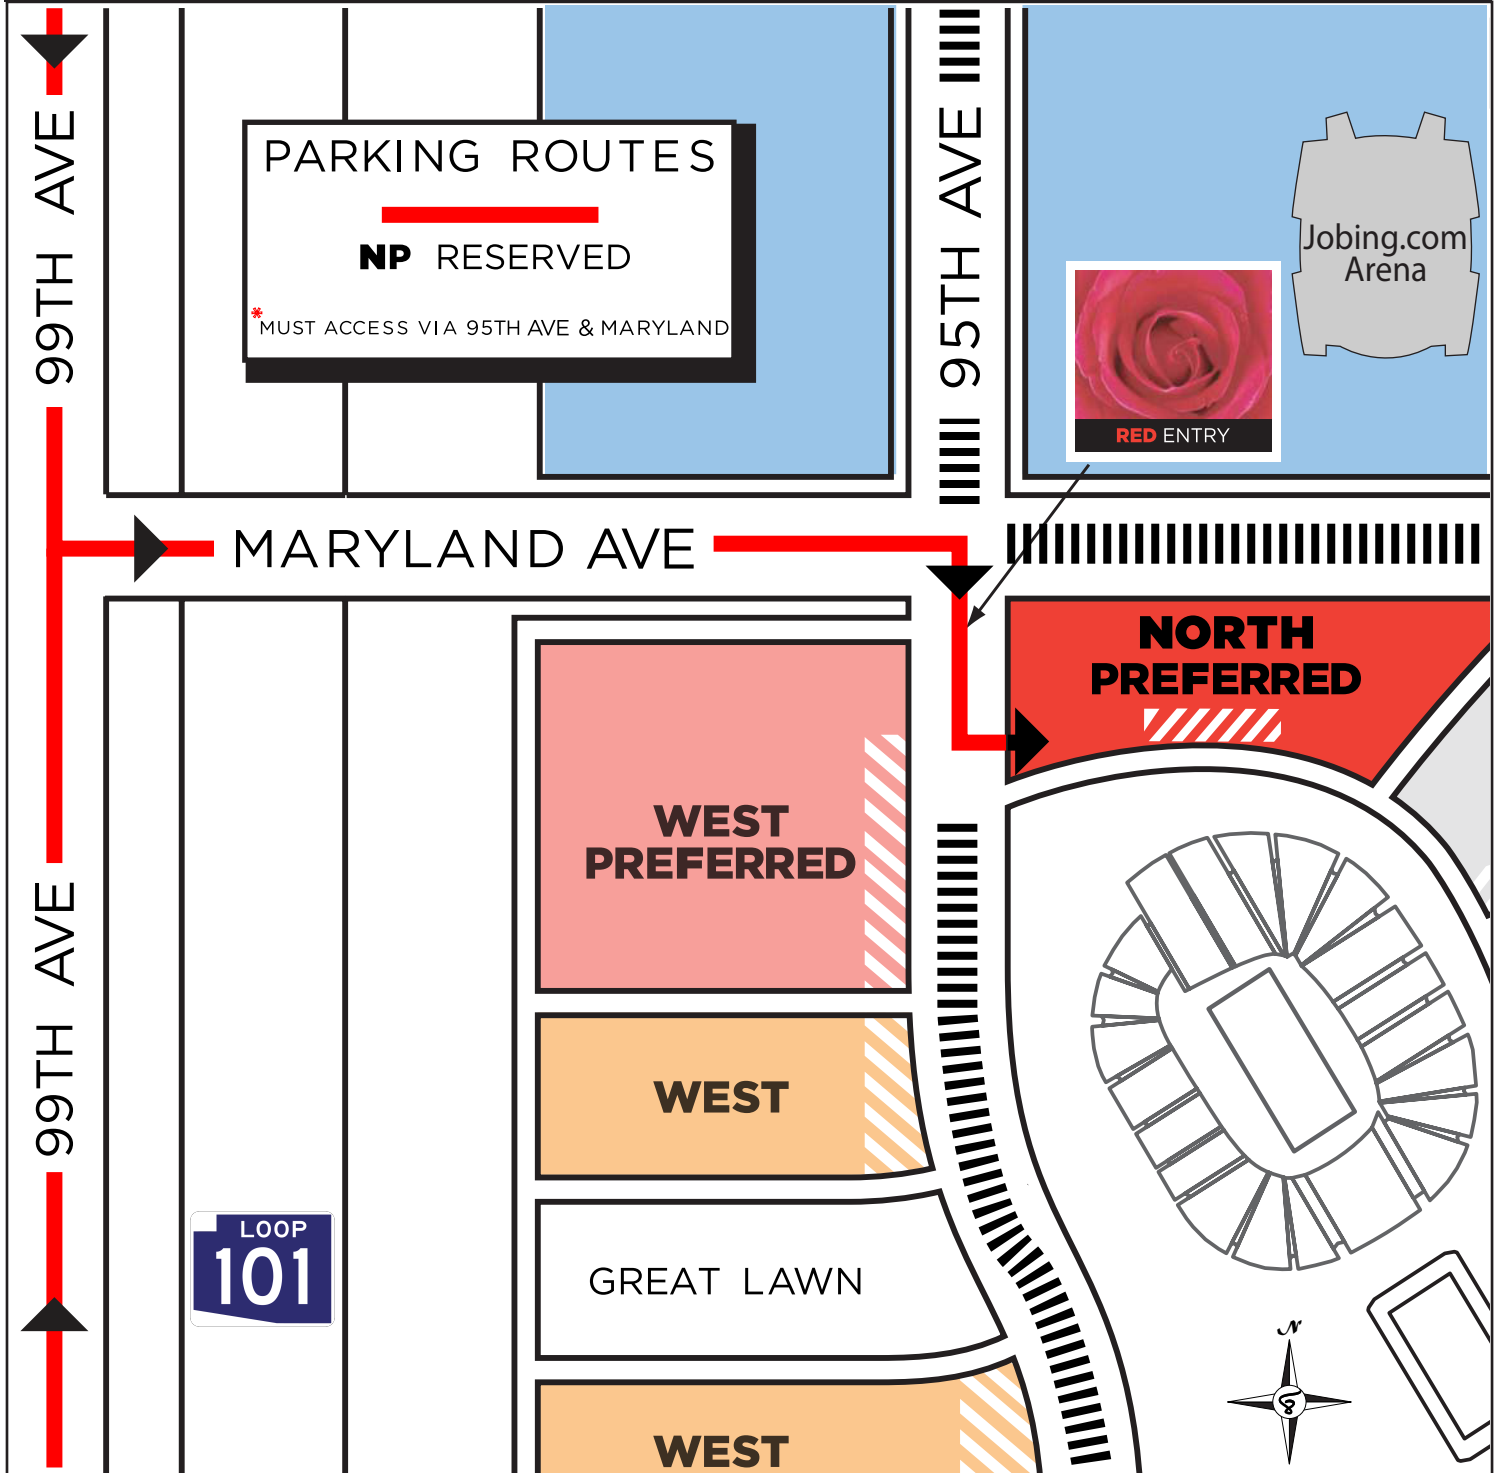 99TH AVE
PARKING ROUTES
NP RESERVED
*MUST ACCESS VIA 95TH AVE & MARYLAND
95TH AVE
Jobing.com
Arena
RED ENTRY
MARYLAND AVE
NORTH
PREFERRED
WEST
PREFERRED
99TH AVE
WEST
LOOP
101
GREAT LAWN
N
WEST